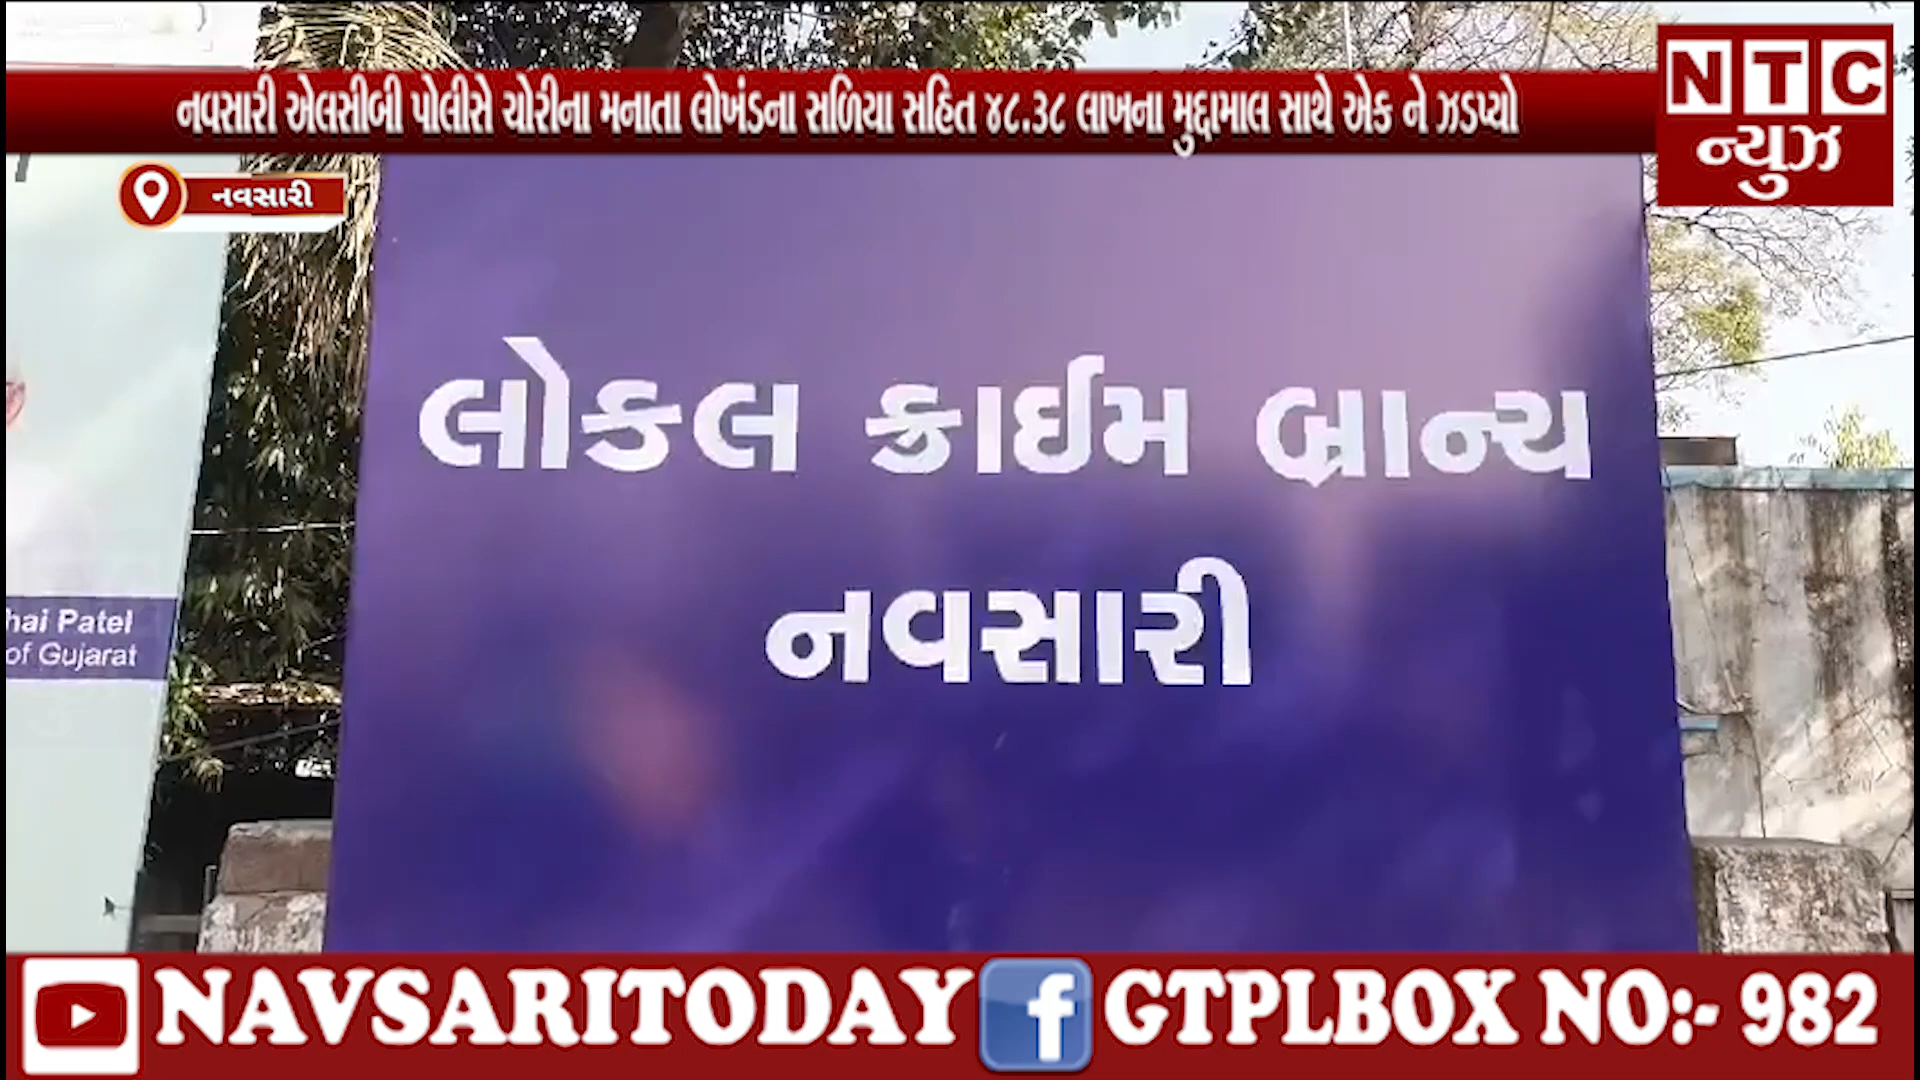 નવસારી એલસીબી પોલીસે ચોરીના મનાતા લોખંડના સળિયા સહિત ૪૮.૩૮ લાખના મુદ્દામાલ સાથે એક ને ઝડપ્યો
NTC
ન્યુઝ
નવસારી
લોકલ ક્રાઈમ બ્રાન્ચ
નવસારી
hai Patel
of Gujarat
NAVSARITODAY f GTPLBOX NO:- 982